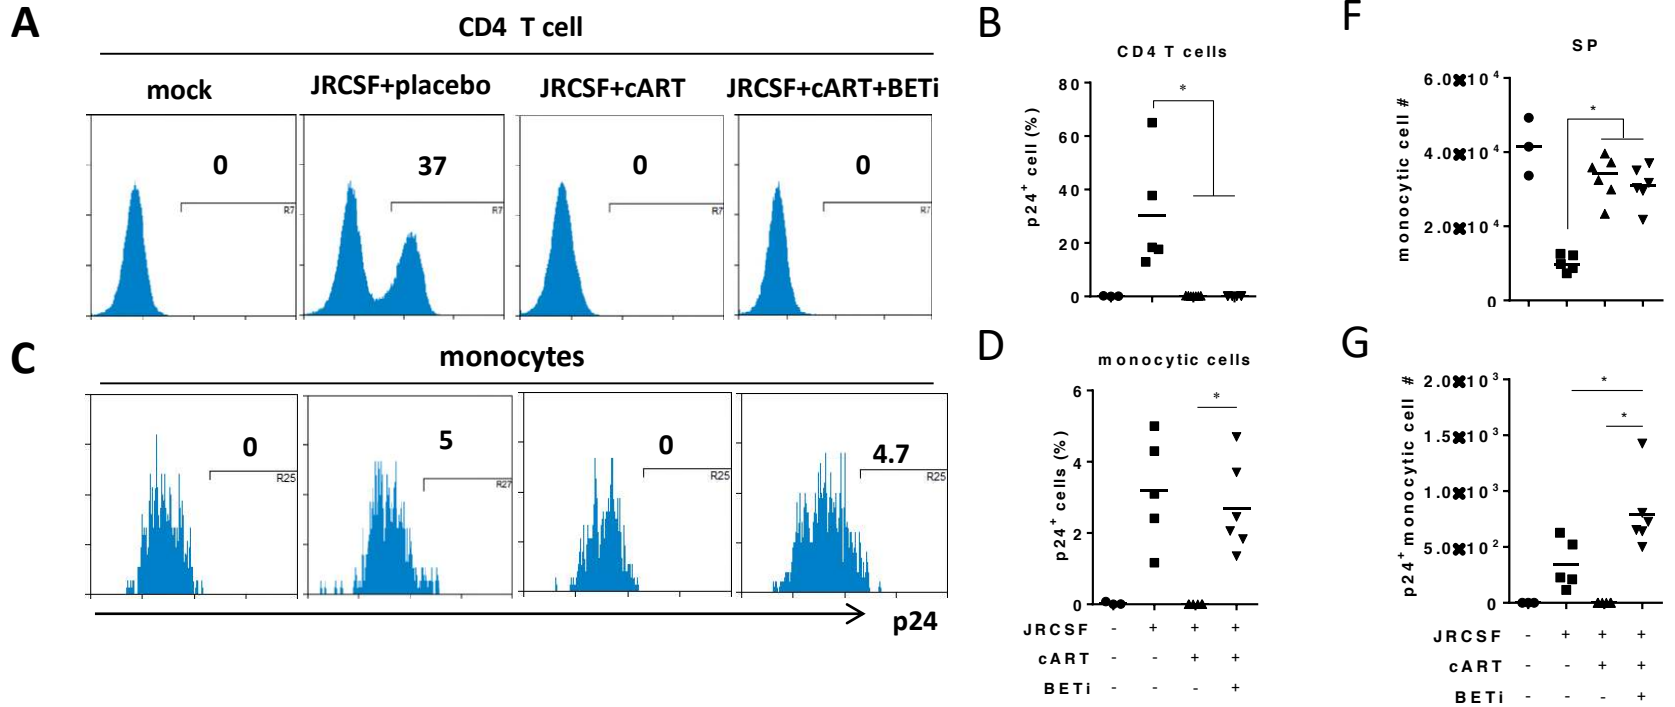 A
CD4 T cell
mock
JRCSF+placebo
JRCSF+cART
JRCSF+cART+BETi
0
37
0
0
R7
R7
R7
R7
C
monocytes
0
5
0
4.7
R25
R27
R25
R25
p24
B
CD4 T cells
p24+ cell (%)
80
60
40
20
0
*
D
monocytic cells
p24+ cells (%)
6
4
2
0
*
JRCSF - + + +
cART - - + +
BETi - - - +
F
SP
monocytic cell #
6.0✖10⁴
4.0✖10⁴
2.0✖10⁴
0
*
G
p24+ monocytic cell #
2.0✖10³
1.5✖10³
1.0✖10³
5.0✖10²
0
*
*
JRCSF - + + +
cART - - + +
BETi - - - +